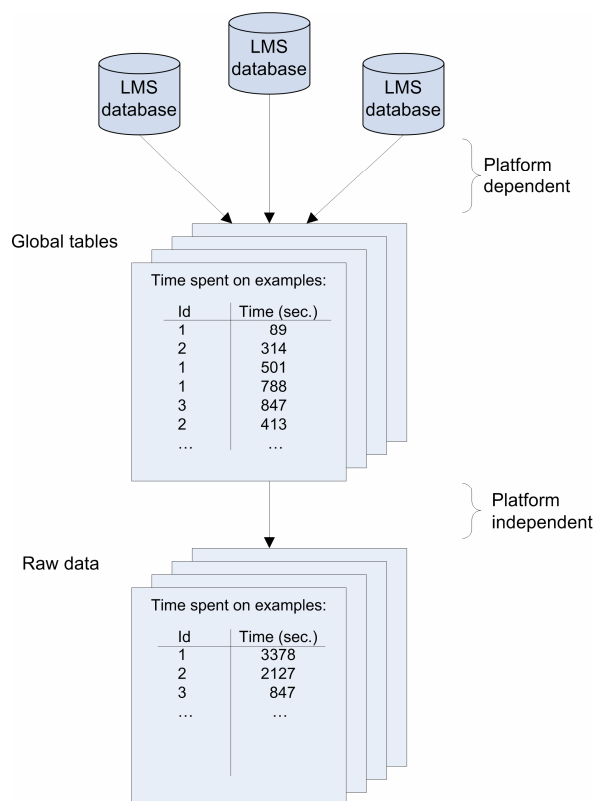 LMS
database
LMS
database
LMS
database
Platform
dependent
Global tables
Time spent on examples:
Id Time (sec.)
1 89
2 314
1 501
1 788
3 847
2 413
... ...
Platform
independent
Raw data
Time spent on examples:
Id Time (sec.)
1 3378
2 2127
3 847
... ...